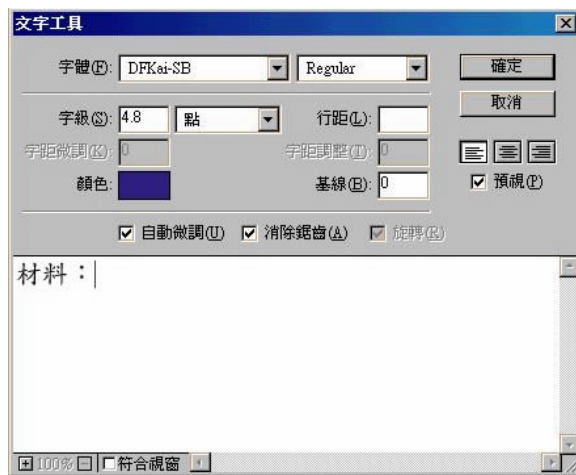 文字工具
字體(F): DFKai-SB Regular 確定
取消
字級(S): 4.8 點 行距(L):
字距微調(K): 0 字距調整(T): 0
顏色: 基線(B): 0 預視(P)
自動微調(U) 消除鋸齒(A) 旋轉(R)
材料：
100% 符合視窗